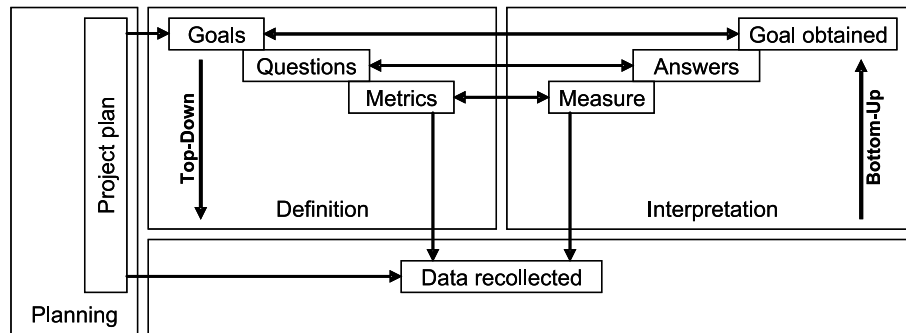 Project plan
Planning
Goals
Questions
Metrics
Top-Down
Definition
Goal obtained
Answers
Measure
Bottom-Up
Interpretation
Data recollected